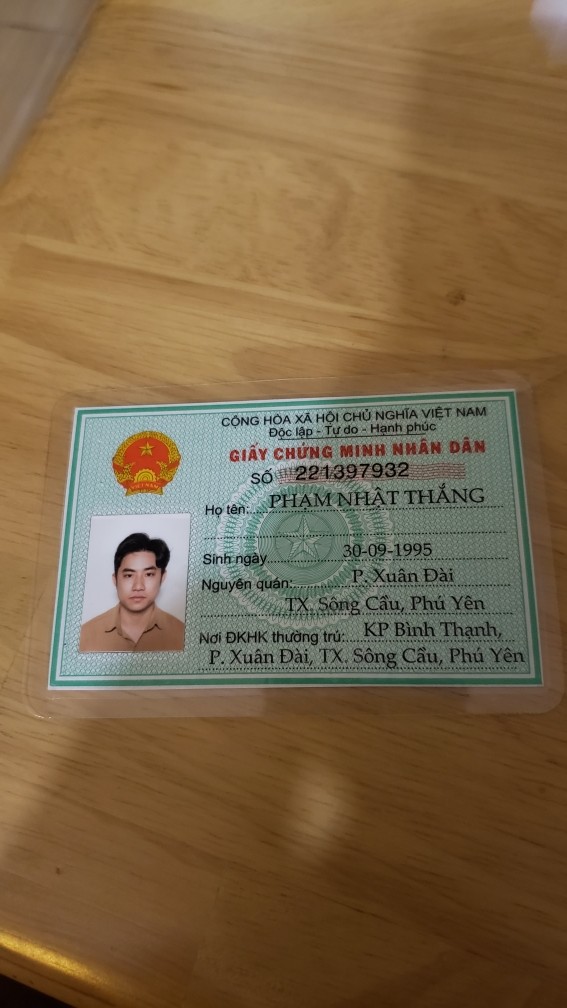 CỘNG HÒA XÃ HỘI CHỦ NGHĨA VIỆT NAM
Độc lập - Tự do - Hạnh phúc
GIẤY CHỨNG MINH NHÂN DÂN
SỐ 221397932
Họ tên: PHẠM NHẬT THẮNG
Sinh ngày 30-09-1995
Nguyên quán: P. Xuân Đài
TX. Sông Cầu, Phú Yên
Nơi ĐKHK thường trú: KP Bình Thạnh,
P. Xuân Đài, TX. Sông Cầu, Phú Yên
VIỆT NAM